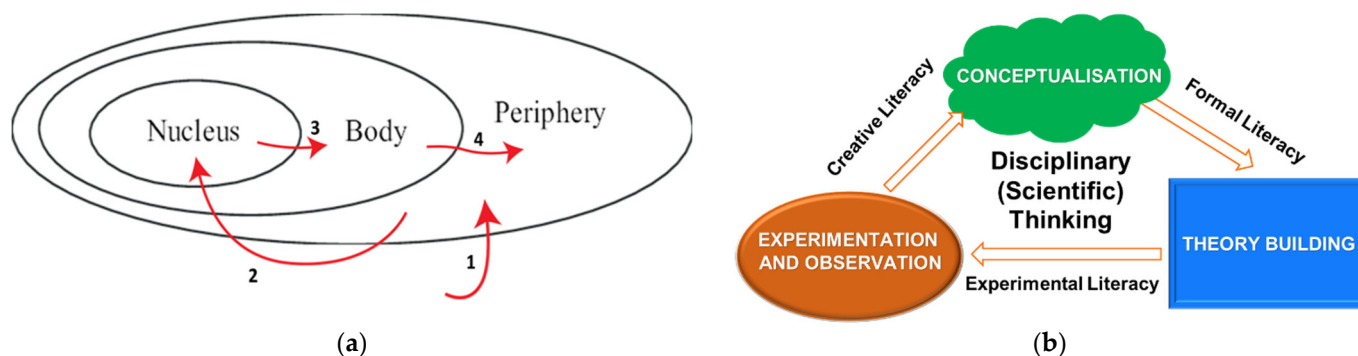 Nucleus
3
Body
4
Periphery
2
1
(a)
CONCEPTUALISATION
Creative Literacy
Formal Literacy
Disciplinary
(Scientific)
Thinking
EXPERIMENTATION
AND OBSERVATION
THEORY BUILDING
Experimental Literacy
(b)